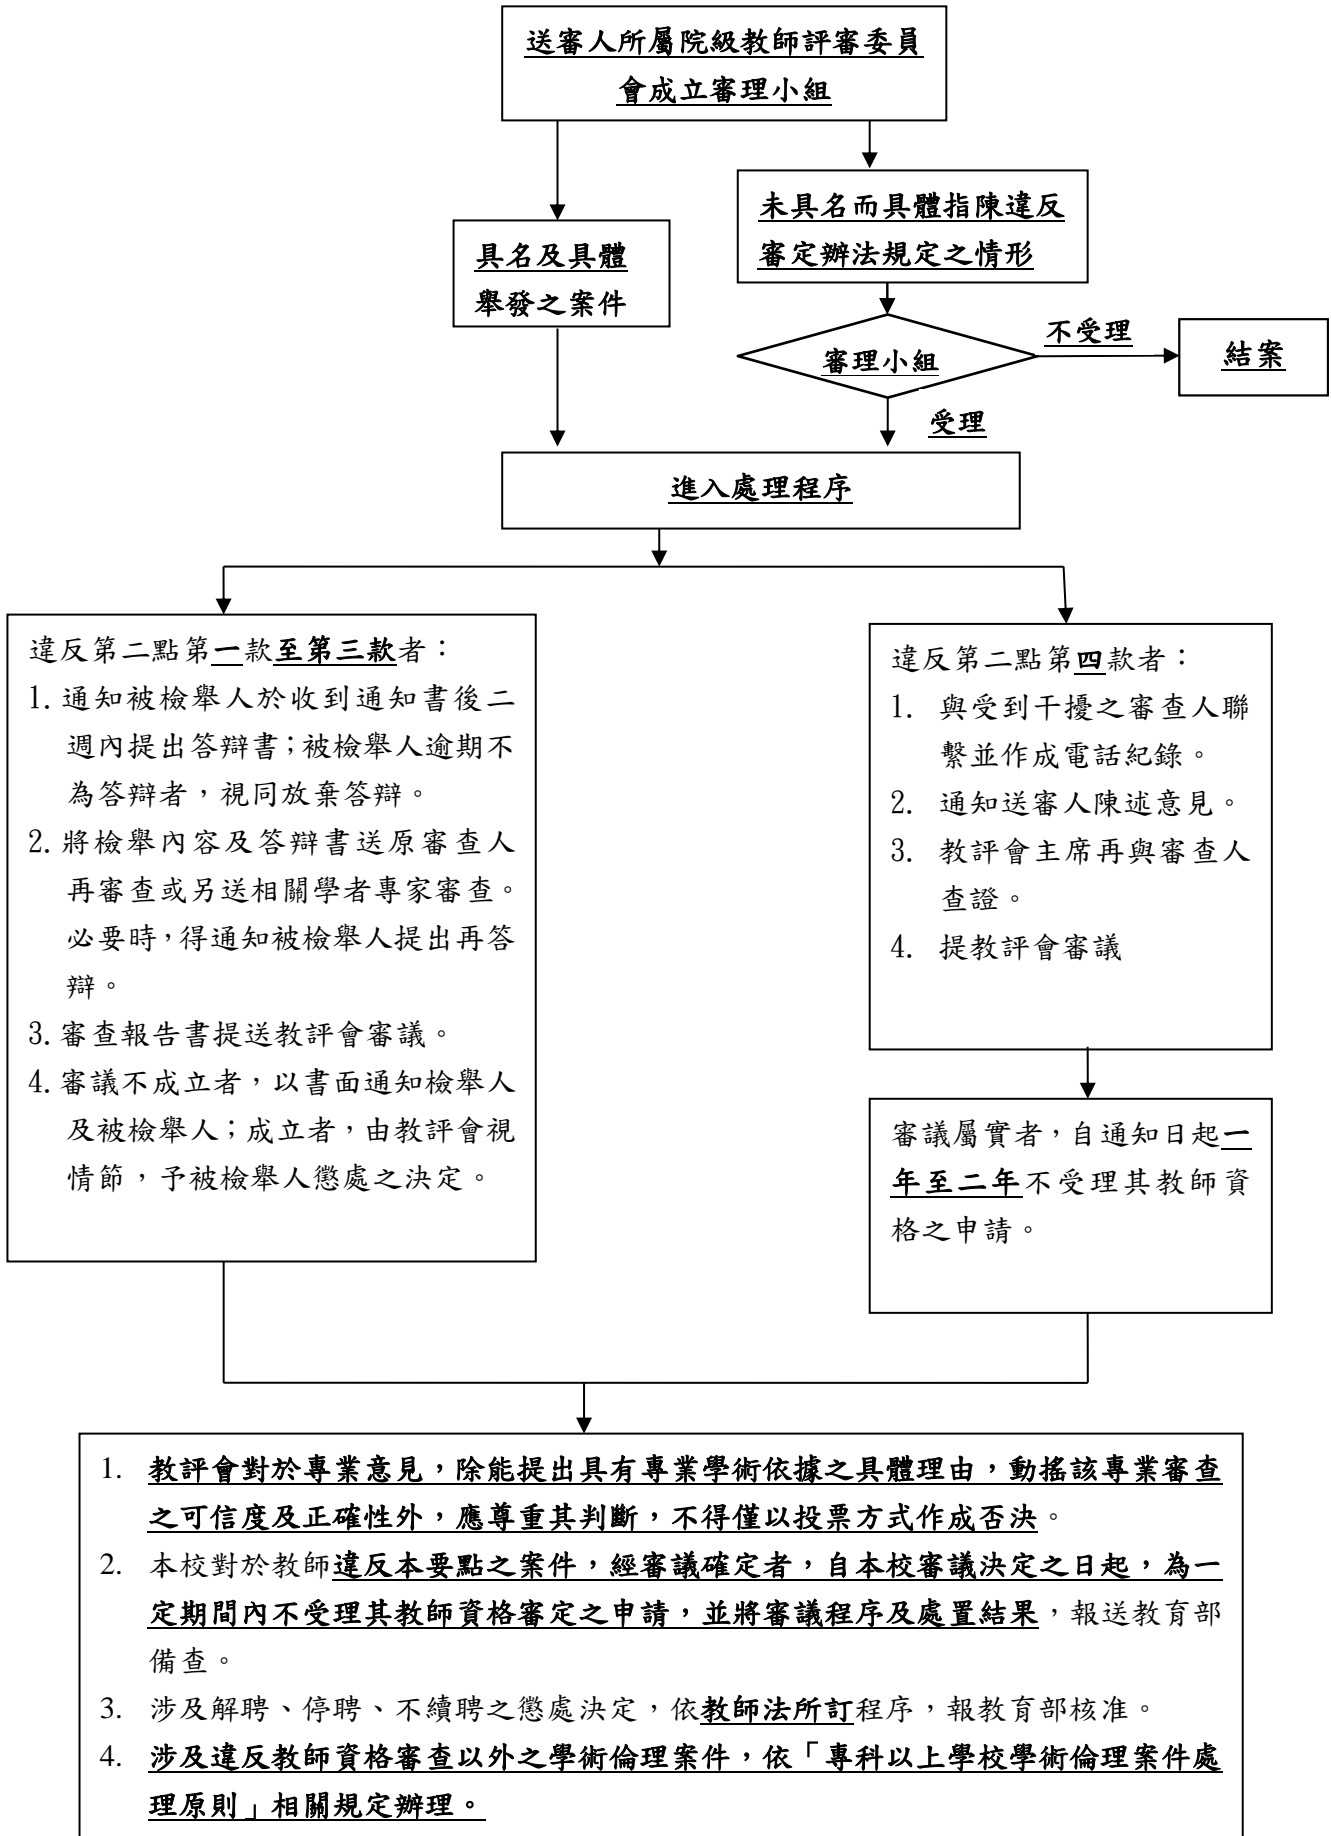 送審人所屬院級教師評審委員
會成立審理小組
未具名而具體指陳違反
審定辦法規定之情形
具名及具體
舉發之案件
審理小組
不受理
結案
受理
進入處理程序
違反第二點第一款至第三款者：
1.通知被檢舉人於收到通知書後二
週內提出答辯書；被檢舉人逾期不
為答辯者，視同放棄答辯。
2.將檢舉內容及答辯書送原審查人
再審查或另送相關學者專家審查。
必要時，得通知被檢舉人提出再答
辯。
3.審查報告書提送教評會審議。
4.審議不成立者，以書面通知檢舉人
及被檢舉人；成立者，由教評會視
情節，予被檢舉人懲處之決定。
違反第二點第四款者：
1. 與受到干擾之審查人聯
繫並作成電話紀錄。
2. 通知送審人陳述意見。
3. 教評會主席再與審查人
查證。
4. 提教評會審議
審議屬實者，自通知日起一
年至二年不受理其教師資
格之申請。
1. 教評會對於專業意見，除能提出具有專業學術依據之具體理由，動搖該專業審查
之可信度及正確性外，應尊重其判斷，不得僅以投票方式作成否決。
2. 本校對於教師違反本要點之案件，經審議確定者，自本校審議決定之日起，為一
定期間內不受理其教師資格審定之申請，並將審議程序及處置結果，報送教育部
備查。
3. 涉及解聘、停聘、不續聘之懲處決定，依教師法所訂程序，報教育部核准。
4. 涉及違反教師資格審查以外之學術倫理案件，依「專科以上學校學術倫理案件處
理原則」相關規定辦理。